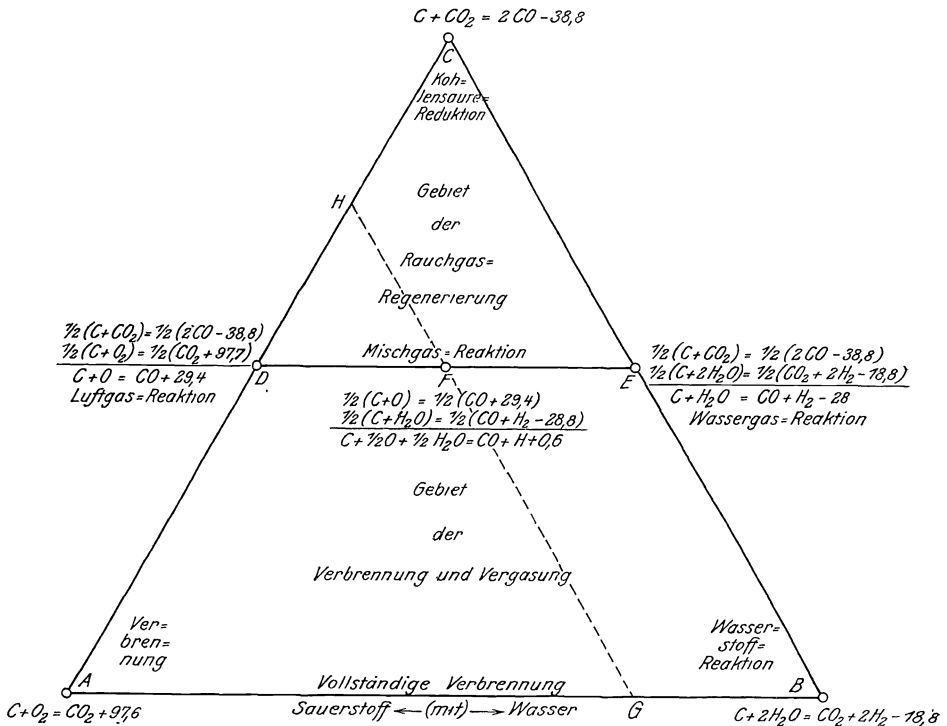 C + CO₂ = 2 CO – 38,8
C
Koh=
lensäure=
Reduktion
H
Gebiet
der
Rauchgas=
Regenerierung
½ (C + CO₂) = ½ (2CO – 38,8)
½ (C + O₂) = ½ (CO₂ + 97,7)
C + O = CO + 29,4
Luftgas = Reaktion
D
Mischgas = Reaktion
F
E
½ (C + CO₂) = ½ (2CO – 38,8)
½ (C + 2H₂O) = ½ (CO₂ + 2H₂ – 18,8)
C + H₂O = CO + H₂ – 28
Wassergas = Reaktion
½ (C + O) = ½ (CO + 29,4)
½ (C + H₂O) = ½ (CO + H₂ – 28,8)
C + ½O + ½ H₂O = CO + H + 0,6
Gebiet
der
Verbrennung und Vergasung
Ver=
bren=
nung
Wasser=
stoff=
Reaktion
A
Vollständige Verbrennung
B
C + O₂ = CO₂ + 97,6
Sauerstoff ← (mit) → Wasser
G
C + 2H₂O = CO₂ + 2H₂ – 18,8